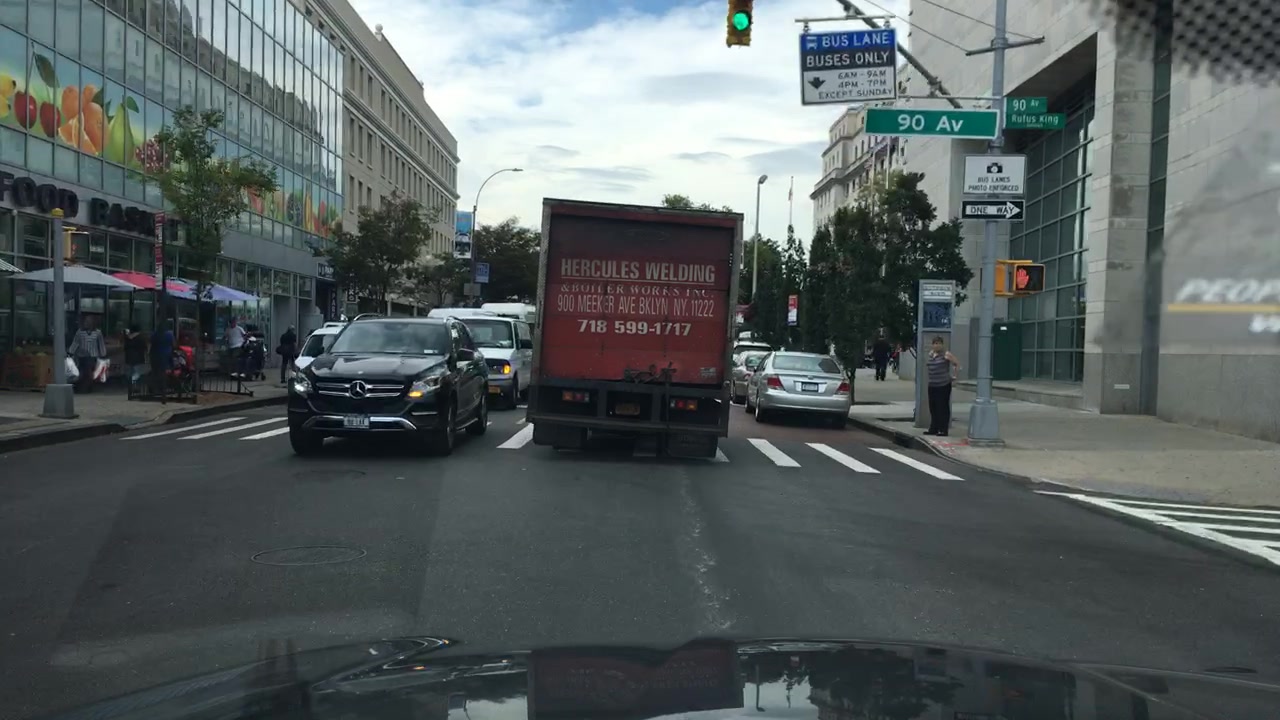 BUS LANE
BUSES ONLY
6AM - 9AM
4PM - 7PM
EXCEPT SUNDAY
90 Av
90 Av
Rufus King
BUS LANES
PHOTO ENFORCED
ONE WAY
FOOD
HERCULES WELDING
& BOILER WORKS INC.
900 MEEKER AVE BKLYN NY. 11222
718 599-1717